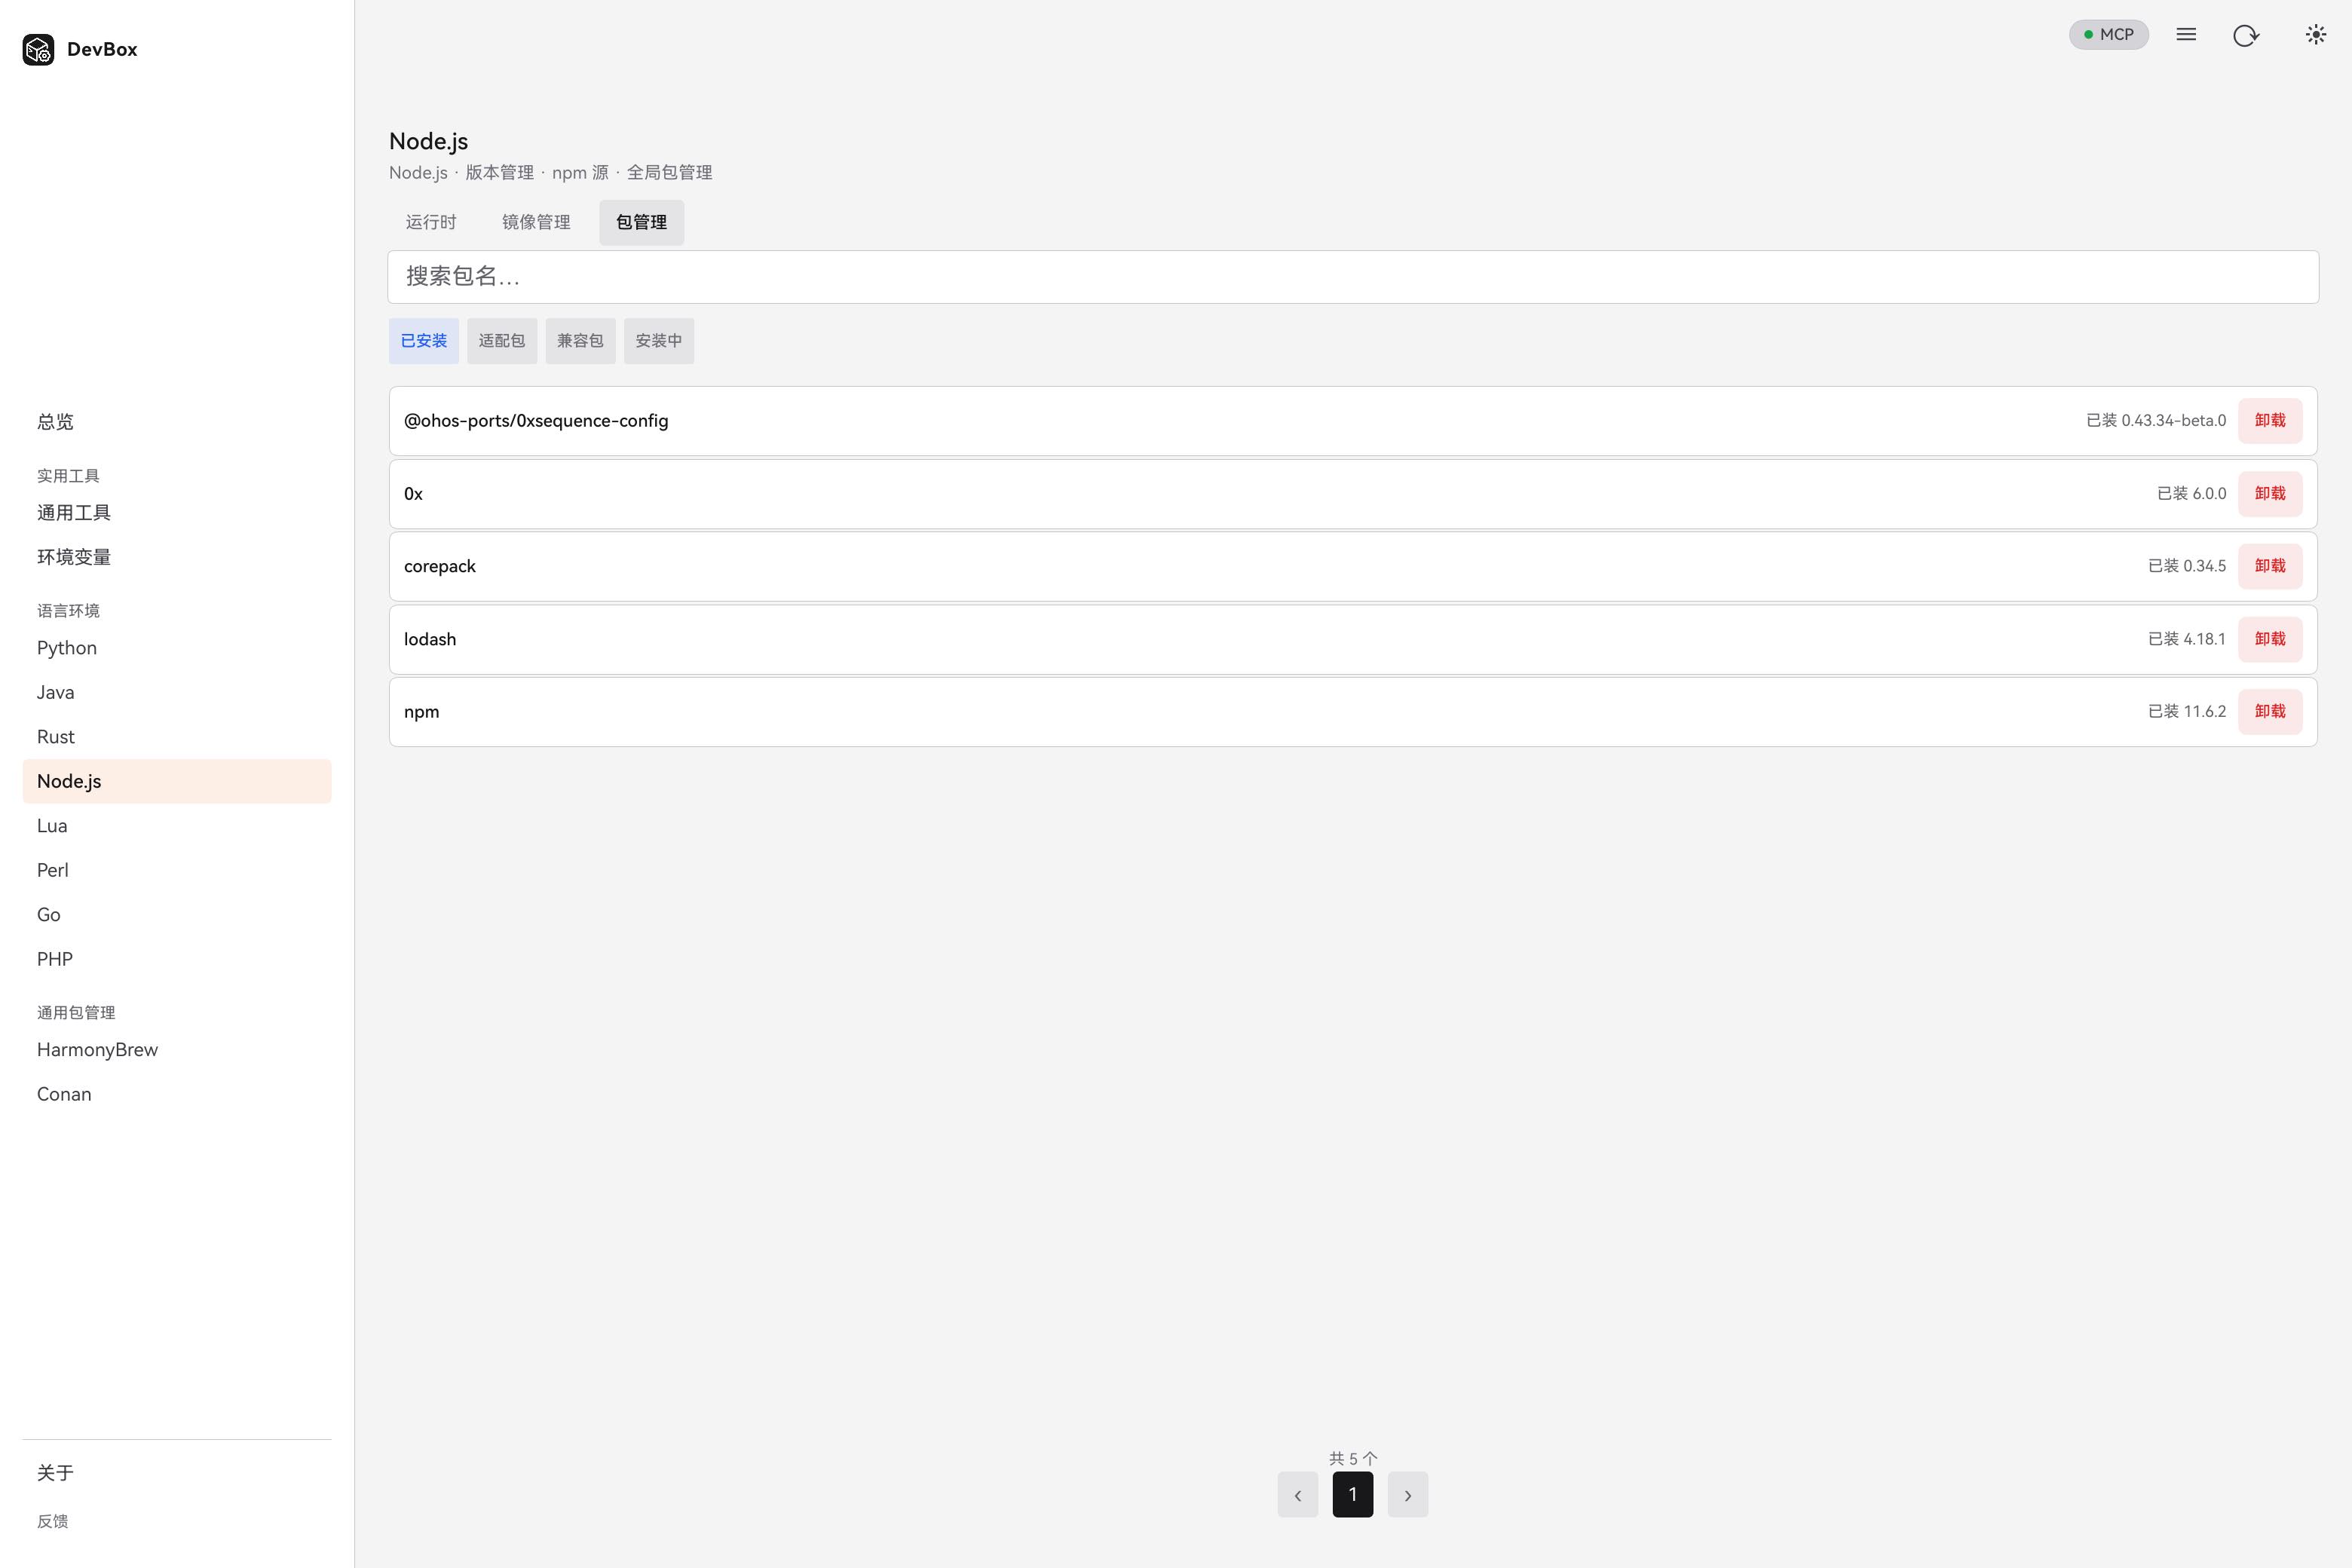 DevBox
MCP
总览
实用工具
通用工具
环境变量
语言环境
Python
Java
Rust
Node.js
Lua
Perl
Go
PHP
通用包管理
HarmonyBrew
Conan
关于
反馈
Node.js
Node.js · 版本管理 · npm 源 · 全局包管理
运行时 镜像管理 包管理
搜索包名...
已安装 适配包 兼容包 安装中
@ohos-ports/0xsequence-config 已装 0.43.34-beta.0 卸载
0x 已装 6.0.0 卸载
corepack 已装 0.34.5 卸载
lodash 已装 4.18.1 卸载
npm 已装 11.6.2 卸载
共 5 个
‹ 1 ›